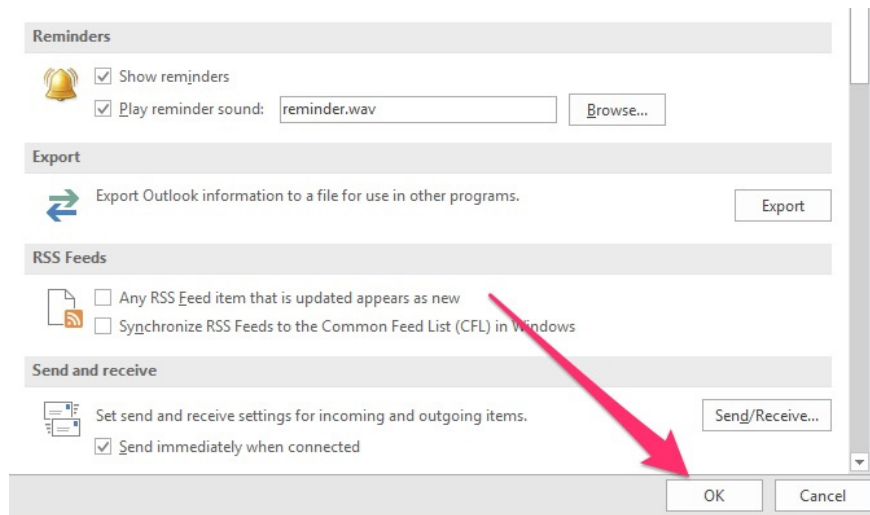 Reminders
Show reminders
Play reminder sound: reminder.wav Browse...
Export
Export Outlook information to a file for use in other programs.
Export
RSS Feeds
Any RSS Feed item that is updated appears as new
Synchronize RSS Feeds to the Common Feed List (CFL) in Windows
Send and receive
Set send and receive settings for incoming and outgoing items. Send/Receive...
Send immediately when connected
OK Cancel